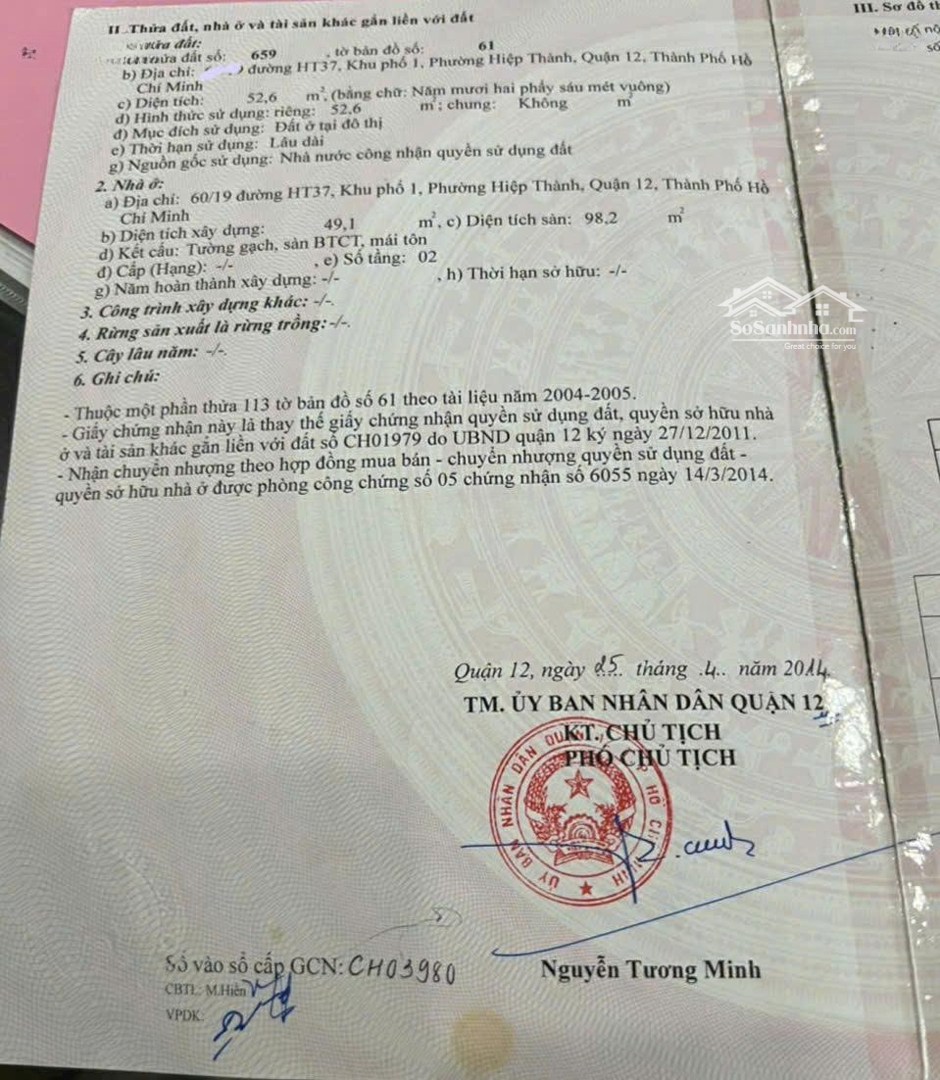 II. Thửa đất, nhà ở và tài sản khác gắn liền với đất
thửa đất:
thửa đất số: 659 , tờ bản đồ số: 61
b) Địa chỉ: đường HT37, Khu phố 1, Phường Hiệp Thành, Quận 12, Thành Phố Hồ
Chí Minh
c) Diện tích: 52,6 m², (bằng chữ: Năm mươi hai phẩy sáu mét vuông)
d) Hình thức sử dụng: riêng: 52,6 m²; chung: Không m²
đ) Mục đích sử dụng: Đất ở tại đô thị
e) Thời hạn sử dụng: Lâu dài
g) Nguồn gốc sử dụng: Nhà nước công nhận quyền sử dụng đất
2. Nhà ở:
a) Địa chỉ: 60/19 đường HT37, Khu phố 1, Phường Hiệp Thành, Quận 12, Thành Phố Hồ
Chí Minh
b) Diện tích xây dựng: 49,1 m², c) Diện tích sàn: 98,2 m²
d) Kết cấu: Tường gạch, sàn BTCT, mái tôn
đ) Cấp (Hạng): -/- , e) Số tầng: 02
g) Năm hoàn thành xây dựng: -/- , h) Thời hạn sở hữu: -/-
3. Công trình xây dựng khác: -/-.
4. Rừng sản xuất là rừng trồng: -/-.
5. Cây lâu năm: -/-.
6. Ghi chú:
- Thuộc một phần thửa 113 tờ bản đồ số 61 theo tài liệu năm 2004-2005.
- Giấy chứng nhận này là thay thế giấy chứng nhận quyền sử dụng đất, quyền sở hữu nhà
ở và tài sản khác gắn liền với đất số CH01979 do UBND quận 12 ký ngày 27/12/2011.
- Nhận chuyển nhượng theo hợp đồng mua bán - chuyển nhượng quyền sử dụng đất -
quyền sở hữu nhà ở được phòng công chứng số 05 chứng nhận số 6055 ngày 14/3/2014.
III. Sơ đồ th
số
SoSanhnha.com
Great choice for you
Quận 12, ngày 25 tháng .4.. năm 2014.
TM. ỦY BAN NHÂN DÂN QUẬN 12
KT. CHỦ TỊCH
PHÓ CHỦ TỊCH
ỦY BAN NHÂN DÂN
Nguyễn Tương Minh
Số vào sổ cấp GCN: CH03980
CBTL: M.Hiên
VPĐK: